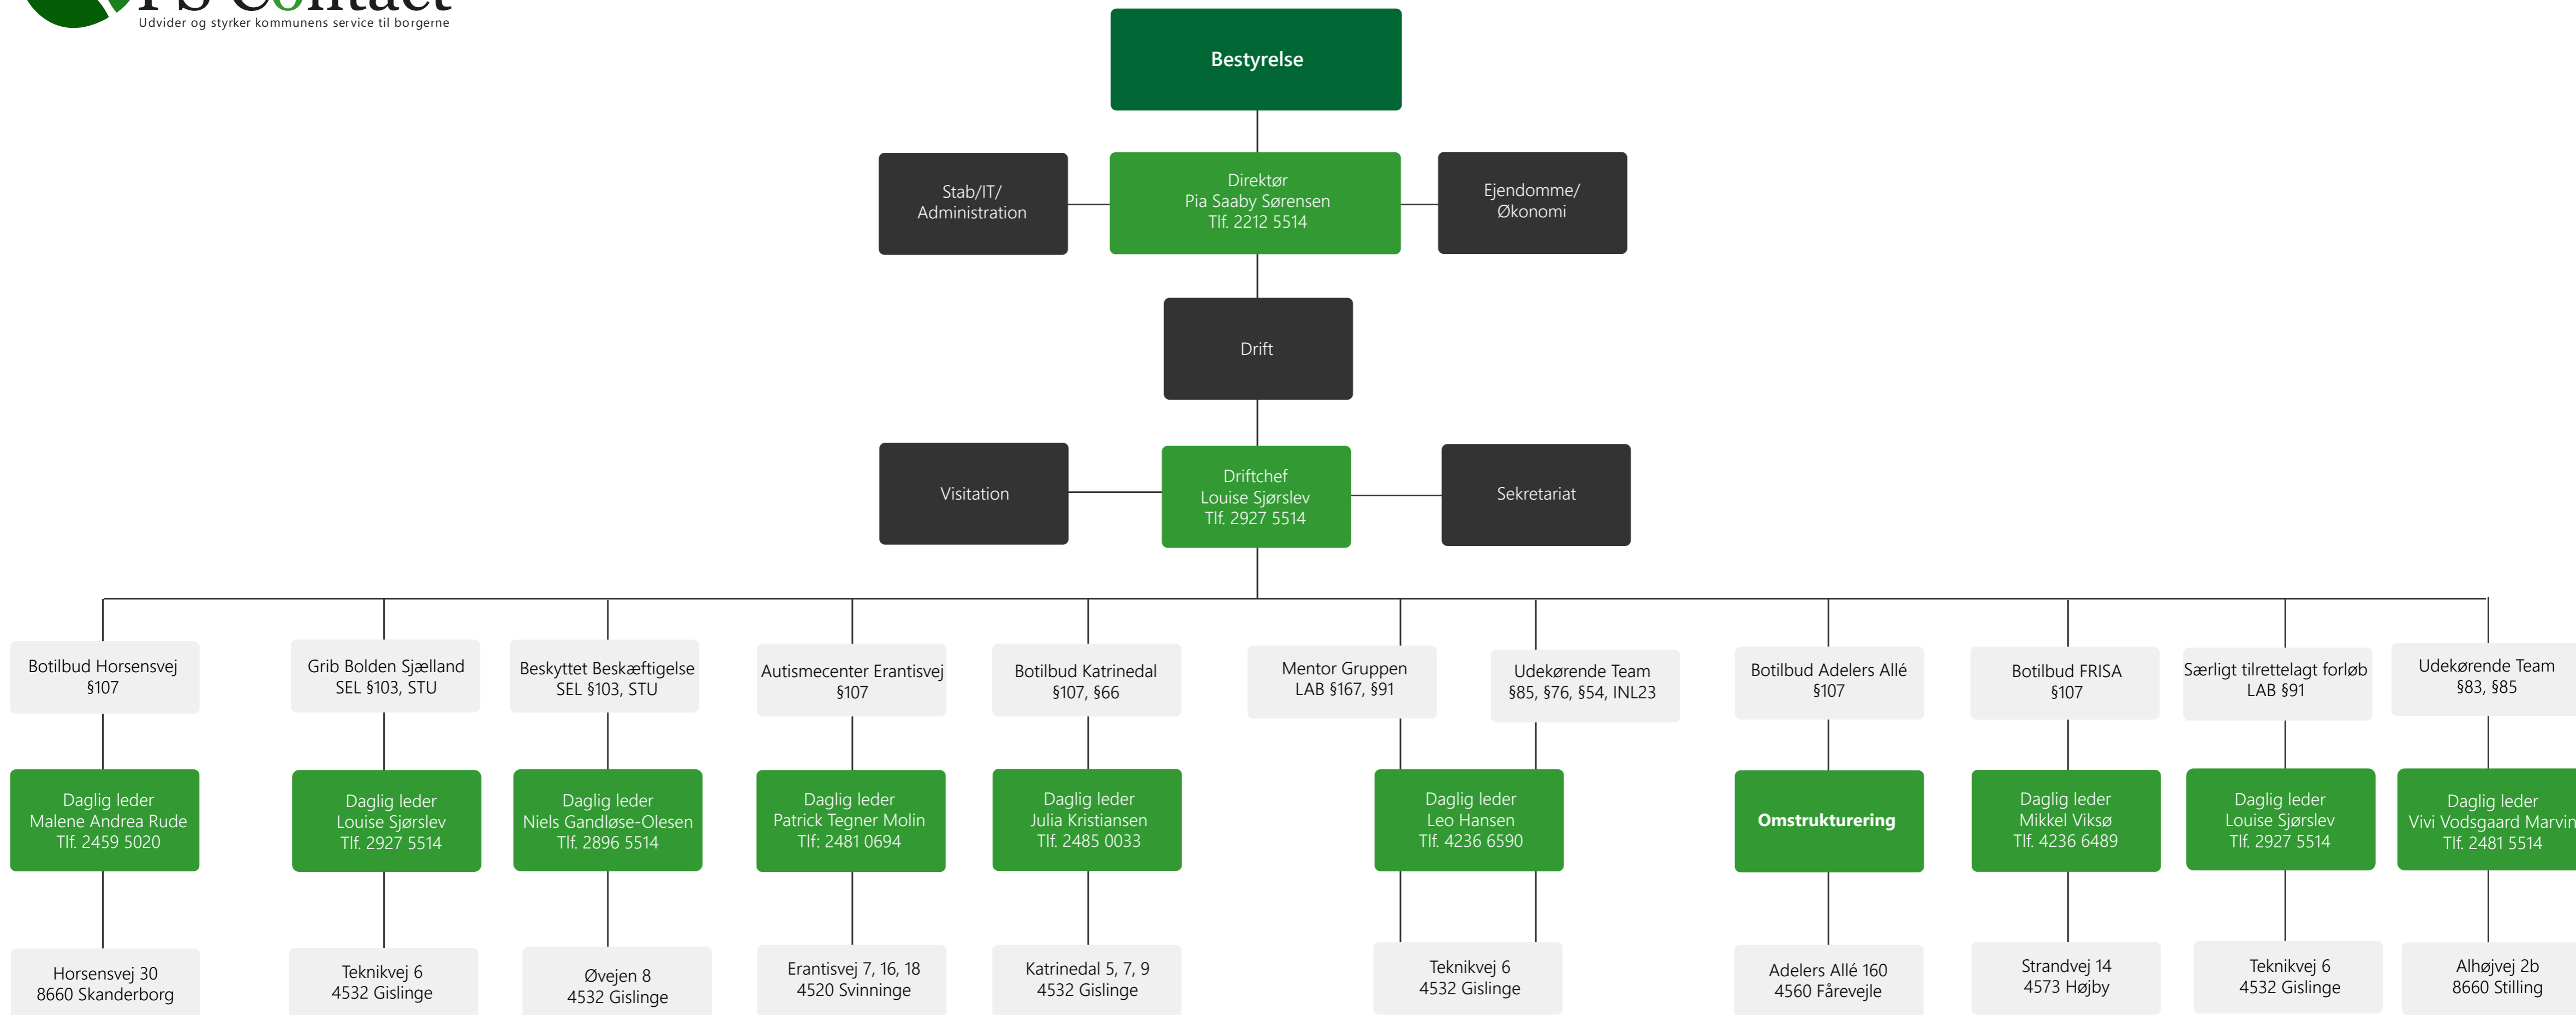 PS Contact
Udvider og styrker kommunens service til borgerne
Bestyrelse
Stab/IT/
Administration
Direktør
Pia Saaby Sørensen
Tlf. 2212 5514
Ejendomme/
Økonomi
Drift
Visitation
Driftchef
Louise Sjørslev
Tlf. 2927 5514
Sekretariat
Botilbud Horsensvej
§107
Grib Bolden Sjælland
SEL §103, STU
Beskyttet Beskæftigelse
SEL §103, STU
Autismecenter Erantisvej
§107
Botilbud Katrinedal
§107, §66
Mentor Gruppen
LAB §167, §91
Udekørende Team
§85, §76, §54, INL23
Botilbud Adelers Allé
§107
Botilbud FRISA
§107
Særligt tilrettelagt forløb
LAB §91
Udekørende Team
§83, §85
Daglig leder
Malene Andrea Rude
Tlf. 2459 5020
Daglig leder
Louise Sjørslev
Tlf. 2927 5514
Daglig leder
Niels Gandløse-Olesen
Tlf. 2896 5514
Daglig leder
Patrick Tegner Molin
Tlf: 2481 0694
Daglig leder
Julia Kristiansen
Tlf. 2485 0033
Daglig leder
Leo Hansen
Tlf. 4236 6590
Omstrukturering
Daglig leder
Mikkel Viksø
Tlf. 4236 6489
Daglig leder
Louise Sjørslev
Tlf. 2927 5514
Daglig leder
Vivi Vodsgaard Marvin
Tlf. 2481 5514
Horsensvej 30
8660 Skanderborg
Teknikvej 6
4532 Gislinge
Øvejen 8
4532 Gislinge
Erantisvej 7, 16, 18
4520 Svinninge
Katrinedal 5, 7, 9
4532 Gislinge
Teknikvej 6
4532 Gislinge
Adelers Allé 160
4560 Fårevejle
Strandvej 14
4573 Højby
Teknikvej 6
4532 Gislinge
Alhøjvej 2b
8660 Stilling